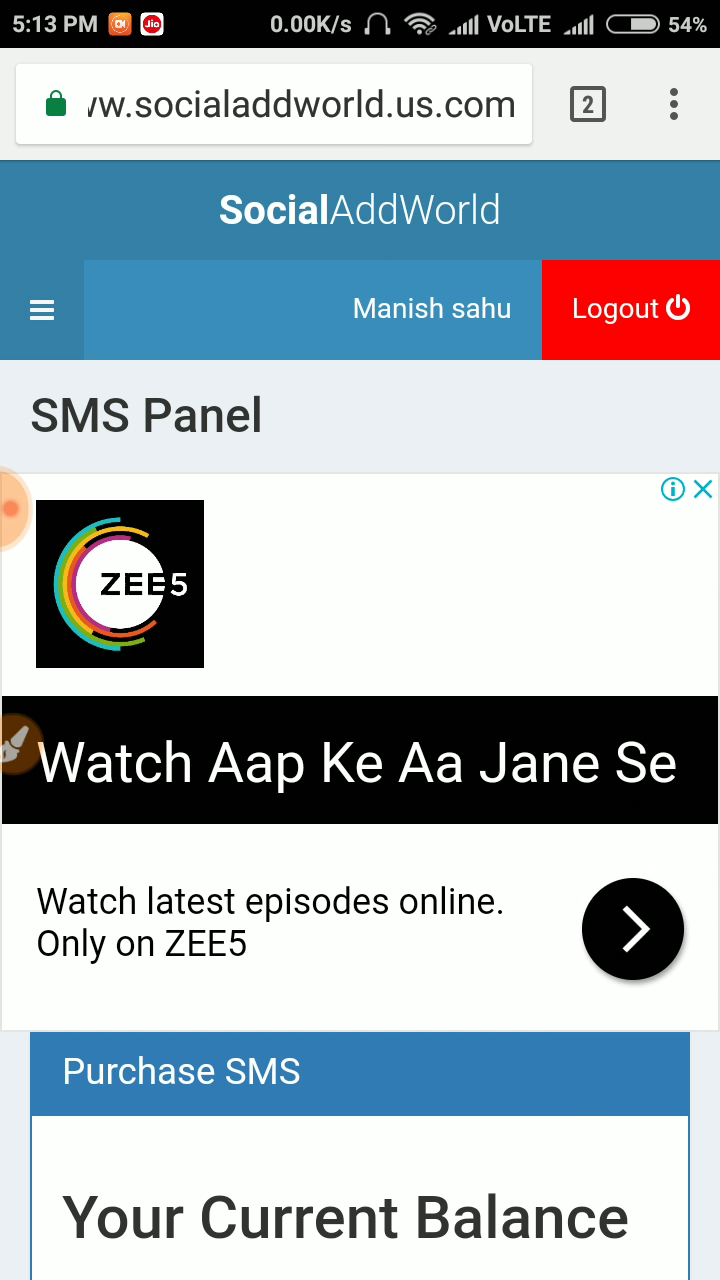 5:13 PM Jio 0.00K/s VoLTE 54%
/w.socialaddworld.us.com 2
SocialAddWorld
Manish sahu Logout
SMS Panel
ZEE5
Watch Aap Ke Aa Jane Se
Watch latest episodes online.
Only on ZEE5
Purchase SMS
Your Current Balance